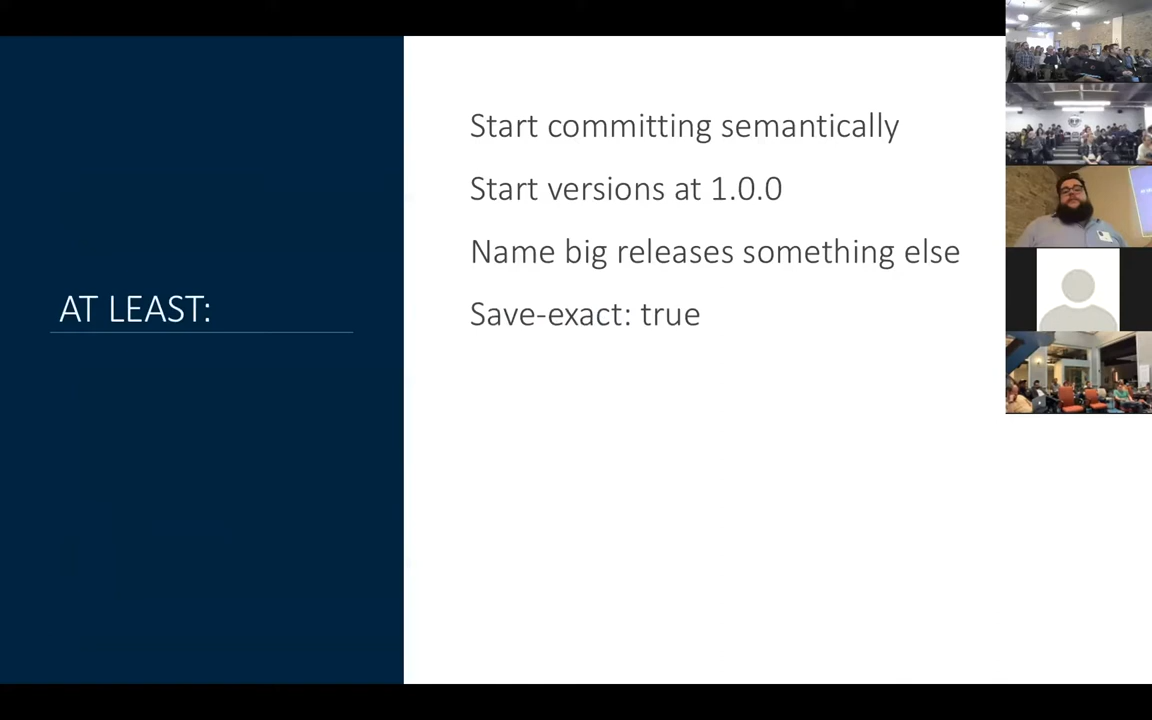 AT LEAST:
Start committing semantically
Start versions at 1.0.0
Name big releases something else
Save-exact: true